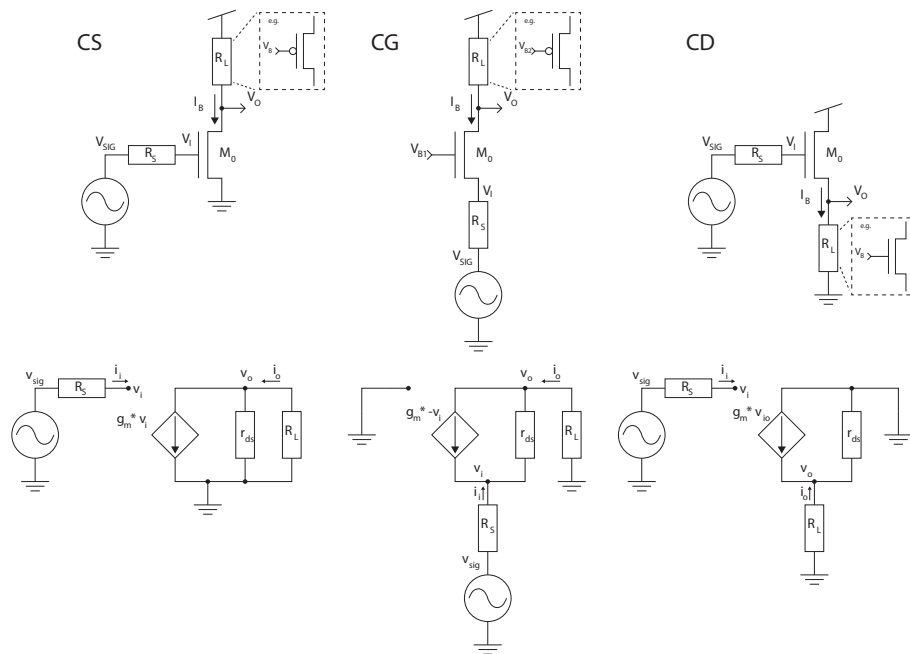 CS
e.g.
V_B
R_L
I_B
V_O
V_SIG
R_S
V_I
M_0
CG
e.g.
V_B2
R_L
I_B
V_O
V_B1
M_0
V_I
R_S
V_SIG
CD
V_SIG
R_S
V_I
M_0
I_B
V_O
e.g.
R_L
V_B
v_sig
R_S
i_i
v_i
g_m* v_i
v_o
i_o
r_ds
R_L
g_m* -v_i
v_o
i_o
r_ds
R_L
v_i
i_i
R_S
v_sig
v_sig
R_S
i_i
v_i
g_m* v_io
r_ds
v_o
i_o
R_L